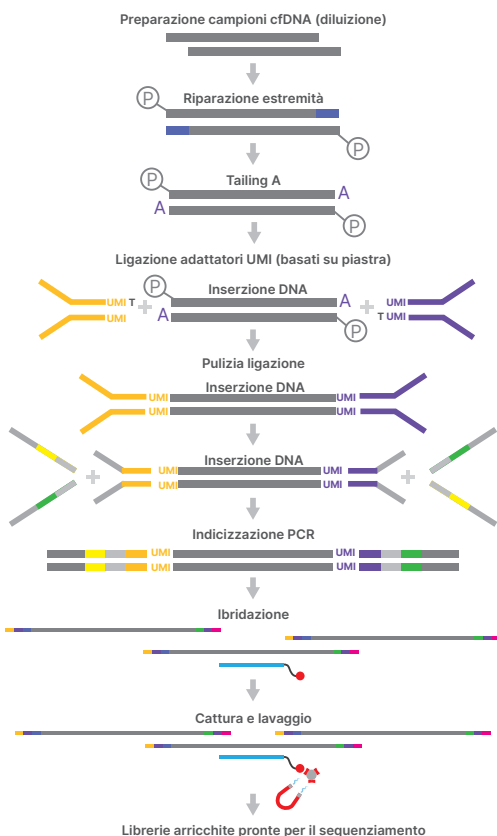 Preparazione campioni cfDNA (diluizione)
P
Riparazione estremità
P
Tailing A
P
A
A
P
Ligazione adattatori UMI (basati su piastra)
P
Inserzione DNA
UMI T + A + UMI
UMI A P T UMI
Pulizia ligazione
Inserzione DNA
UMI UMI
UMI UMI
Inserzione DNA
+ UMI UMI +
UMI UMI
Indicizzazione PCR
UMI UMI
UMI UMI
Ibridazione
Cattura e lavaggio
Librerie arricchite pronte per il sequenziamento